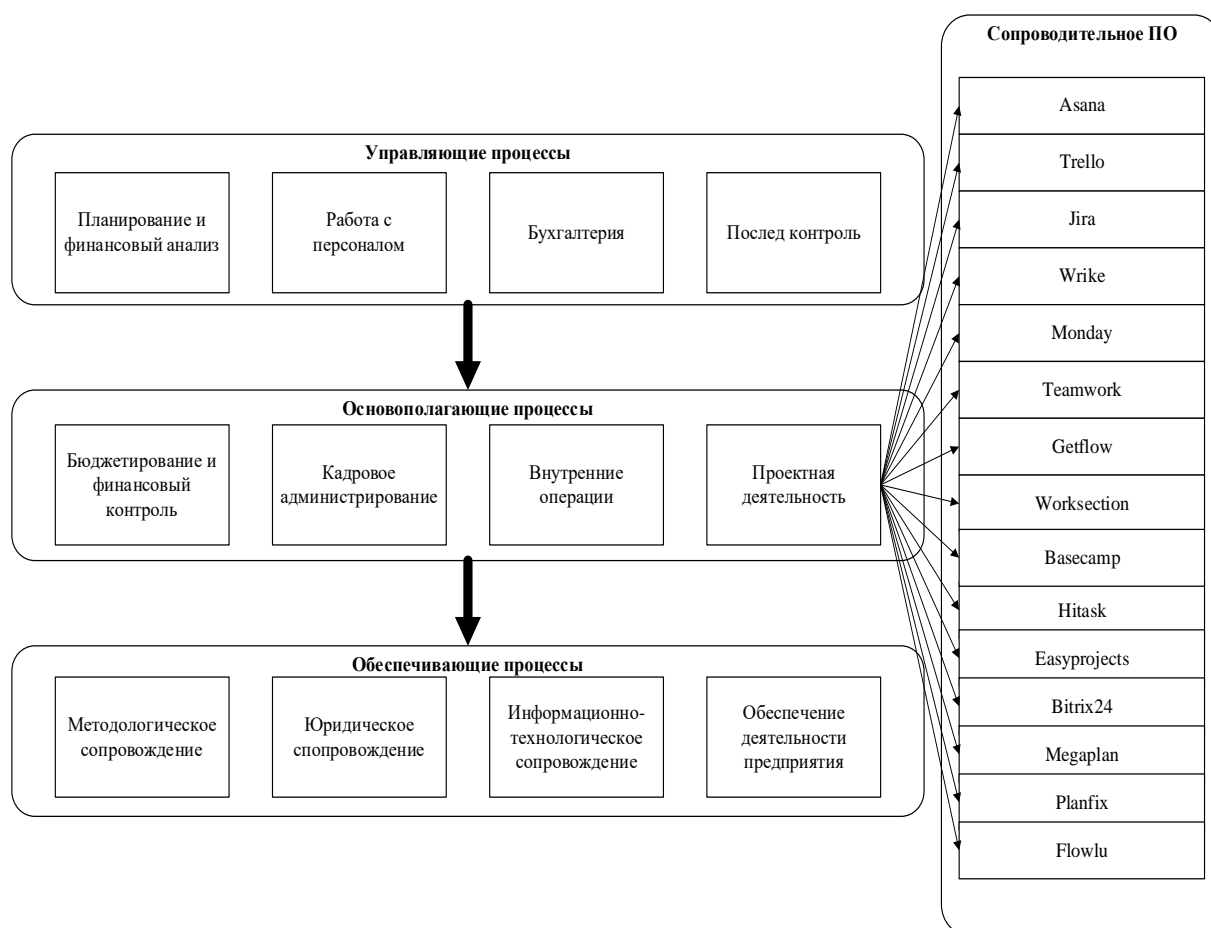 Сопроводительное ПО
Asana
Trello
Jira
Wrike
Monday
Teamwork
Getflow
Worksection
Basecamp
Hitask
Easyprojects
Bitrix24
Megaplan
Planfix
Flowlu
Управляющие процессы
Планирование и
финансовый анализ
Работа с
персоналом
Бухгалтерия
Послед контроль
Основополагающие процессы
Бюджетирование и
финансовый
контроль
Кадровое
администрирование
Внутренние
операции
Проектная
деятельность
Обеспечивающие процессы
Методологическое
сопровождение
Юридическое
спопровождение
Информационно-
технологическое
сопровождение
Обеспечение
деятельности
предприятия